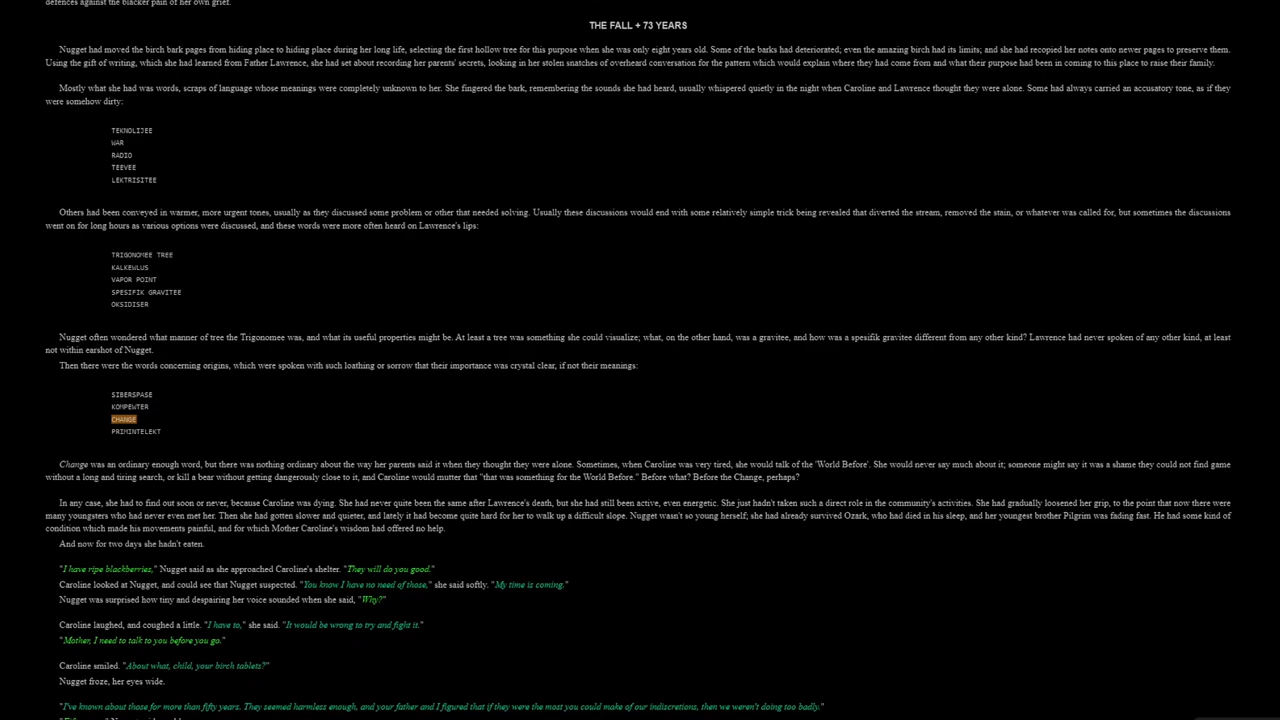 defences against the blacker pain of her own grief.
THE FALL + 73 YEARS
Nugget had moved the birch bark pages from hiding place to hiding place during her long life, selecting the first hollow tree for this purpose when she was only eight years old. Some of the barks had deteriorated; even the amazing birch had its limits; and she had recopied her notes onto newer pages to preserve them.
Using the gift of writing, which she had learned from Father Lawrence, she had set about recording her parents' secrets, looking in her stolen snatches of overheard conversation for the pattern which would explain where they had come from and what their purpose had been in coming to this place to raise their family.
Mostly what she had was words, scraps of language whose meanings were completely unknown to her. She fingered the bark, remembering the sounds she had heard, usually whispered quietly in the night when Caroline and Lawrence thought they were alone. Some had always carried an accusatory tone, as if they
were somehow dirty:
TEKNOLIJEE
WAR
RADIO
TEEVEE
LEKTRISITEE
Others had been conveyed in warmer, more urgent tones, usually as they discussed some problem or other that needed solving. Usually these discussions would end with some relatively simple trick being revealed that diverted the stream, removed the stain, or whatever was called for, but sometimes the discussions
went on for long hours as various options were discussed, and these words were more often heard on Lawrence's lips:
TRIGONOMEE TREE
KALKEWLUS
VAPOR POINT
SPESIFIK GRAVITEE
OKSIDISER
Nugget often wondered what manner of tree the Trigonomee was, and what its useful properties might be. At least a tree was something she could visualize; what, on the other hand, was a gravitee, and how was a spesifik gravitee different from any other kind? Lawrence had never spoken of any other kind, at least
not within earshot of Nugget.
Then there were the words concerning origins, which were spoken with such loathing or sorrow that their importance was crystal clear, if not their meanings:
SIBERSPASE
KOMPEWTER
CHANGE
PRIMINTELEKT
Change was an ordinary enough word, but there was nothing ordinary about the way her parents said it when they thought they were alone. Sometimes, when Caroline was very tired, she would talk of the 'World Before'. She would never say much about it; someone might say it was a shame they could not find game
without a long and tiring search, or kill a bear without getting dangerously close to it, and Caroline would mutter that "that was something for the World Before." Before what? Before the Change, perhaps?
In any case, she had to find out soon or never, because Caroline was dying. She had never quite been the same after Lawrence's death, but she had still been active, even energetic. She just hadn't taken such a direct role in the community's activities. She had gradually loosened her grip, to the point that now there were
many youngsters who had never even met her. Then she had gotten slower and quieter, and lately it had become quite hard for her to walk up a difficult slope. Nugget wasn't so young herself; she had already survived Ozark, who had died in his sleep, and her youngest brother Pilgrim was fading fast. He had some kind of
condition which made his movements painful, and for which Mother Caroline's wisdom had offered no help.
And now for two days she hadn't eaten.
"I have ripe blackberries," Nugget said as she approached Caroline's shelter. "They will do you good."
Caroline looked at Nugget, and could see that Nugget suspected. "You know I have no need of those," she said softly. "My time is coming."
Nugget was surprised how tiny and despairing her voice sounded when she said, "Why?"
Caroline laughed, and coughed a little. "I have to," she said. "It would be wrong to try and fight it."
"Mother, I need to talk to you before you go."
Caroline smiled. "About what, child, your birch tablets?"
Nugget froze, her eyes wide.
"I've known about those for more than fifty years. They seemed harmless enough, and your father and I figured that if they were the most you could make of our indiscretions, then we weren't doing too badly."